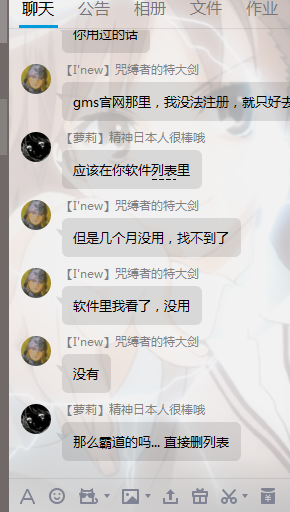 聊天 公告 相册 文件 作业
你用过的话
【I'new】咒缚者的特大剑
gms官网那里，我没法注册，就只好去
【萝莉】精神日本人很棒哦
应该在你软件列表里
【I'new】咒缚者的特大剑
但是几个月没用，找不到了
【I'new】咒缚者的特大剑
软件里我看了，没用
【I'new】咒缚者的特大剑
没有
【萝莉】精神日本人很棒哦
那么霸道的吗... 直接删列表